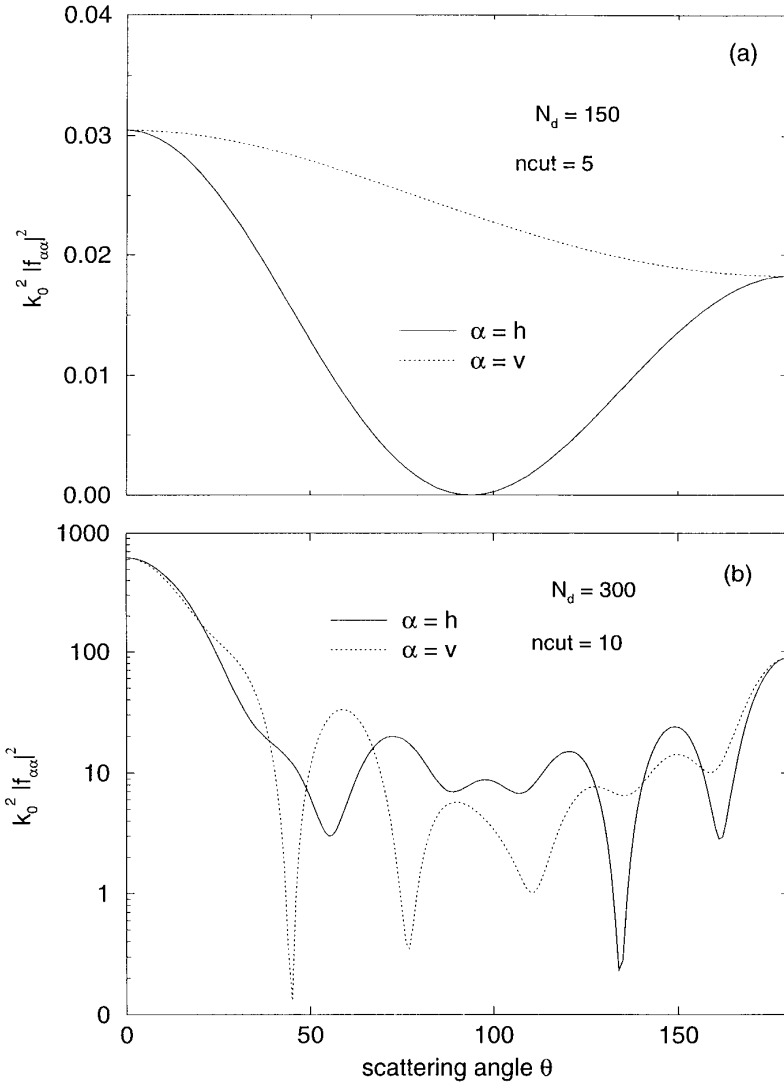 0.04
(a)
N_d = 150
0.03
ncut = 5
k_0^2 |f_αα|^2
0.02
α = h
α = v
0.01
0.00
1000
(b)
N_d = 300
α = h
α = v
ncut = 10
100
k_0^2 |f_αα|^2
10
1
0
0
50
100
150
scattering angle θ